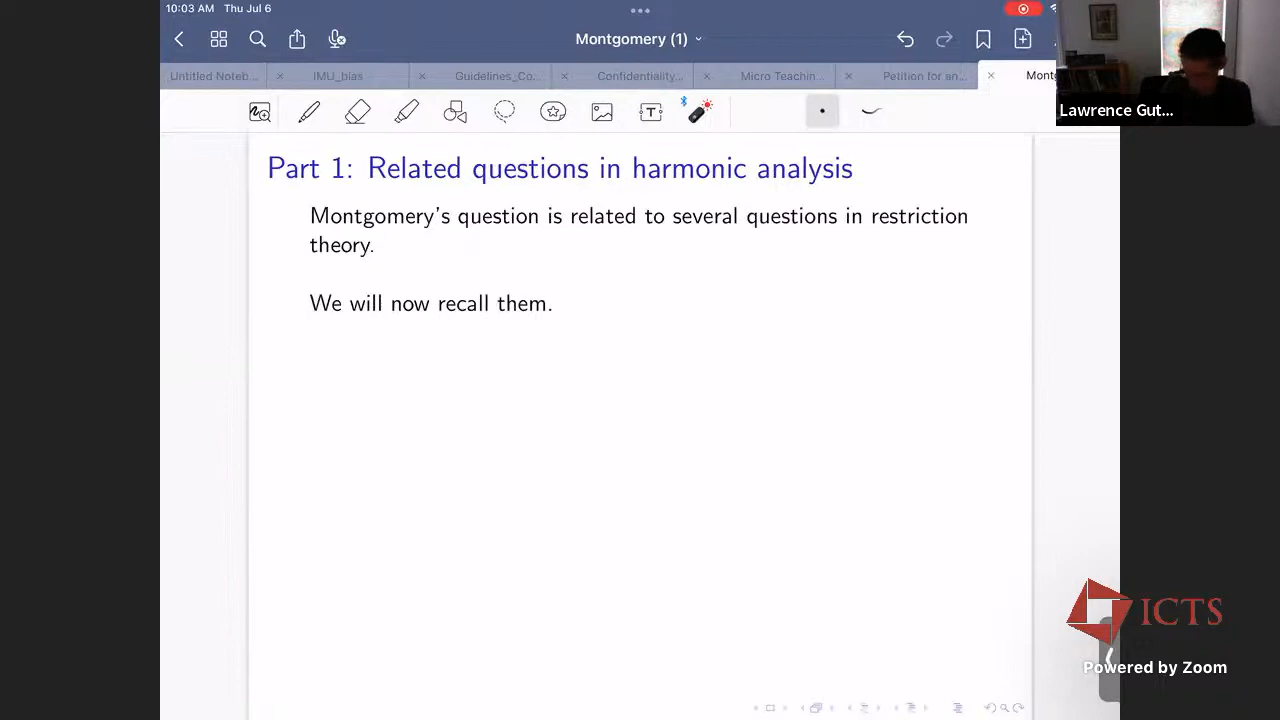 10:03 AM Thu Jul 6
Montgomery (1)
Untitled Noteb...
IMU_bias
Guidelines_Co...
Confidentiality...
Micro Teachin...
Petition for an...
Montg
T
Lawrence Gut...
Part 1: Related questions in harmonic analysis
Montgomery's question is related to several questions in restriction
theory.
We will now recall them.
ICTS
Powered by Zoom